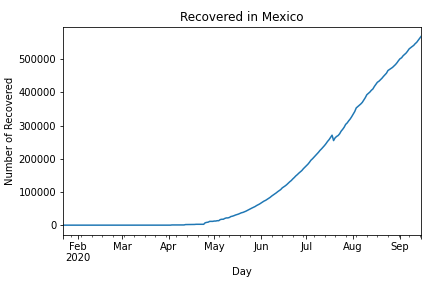 Recovered in Mexico
Number of Recovered
500000
400000
300000
200000
100000
0
Feb Mar Apr May Jun Jul Aug Sep
2020
Day